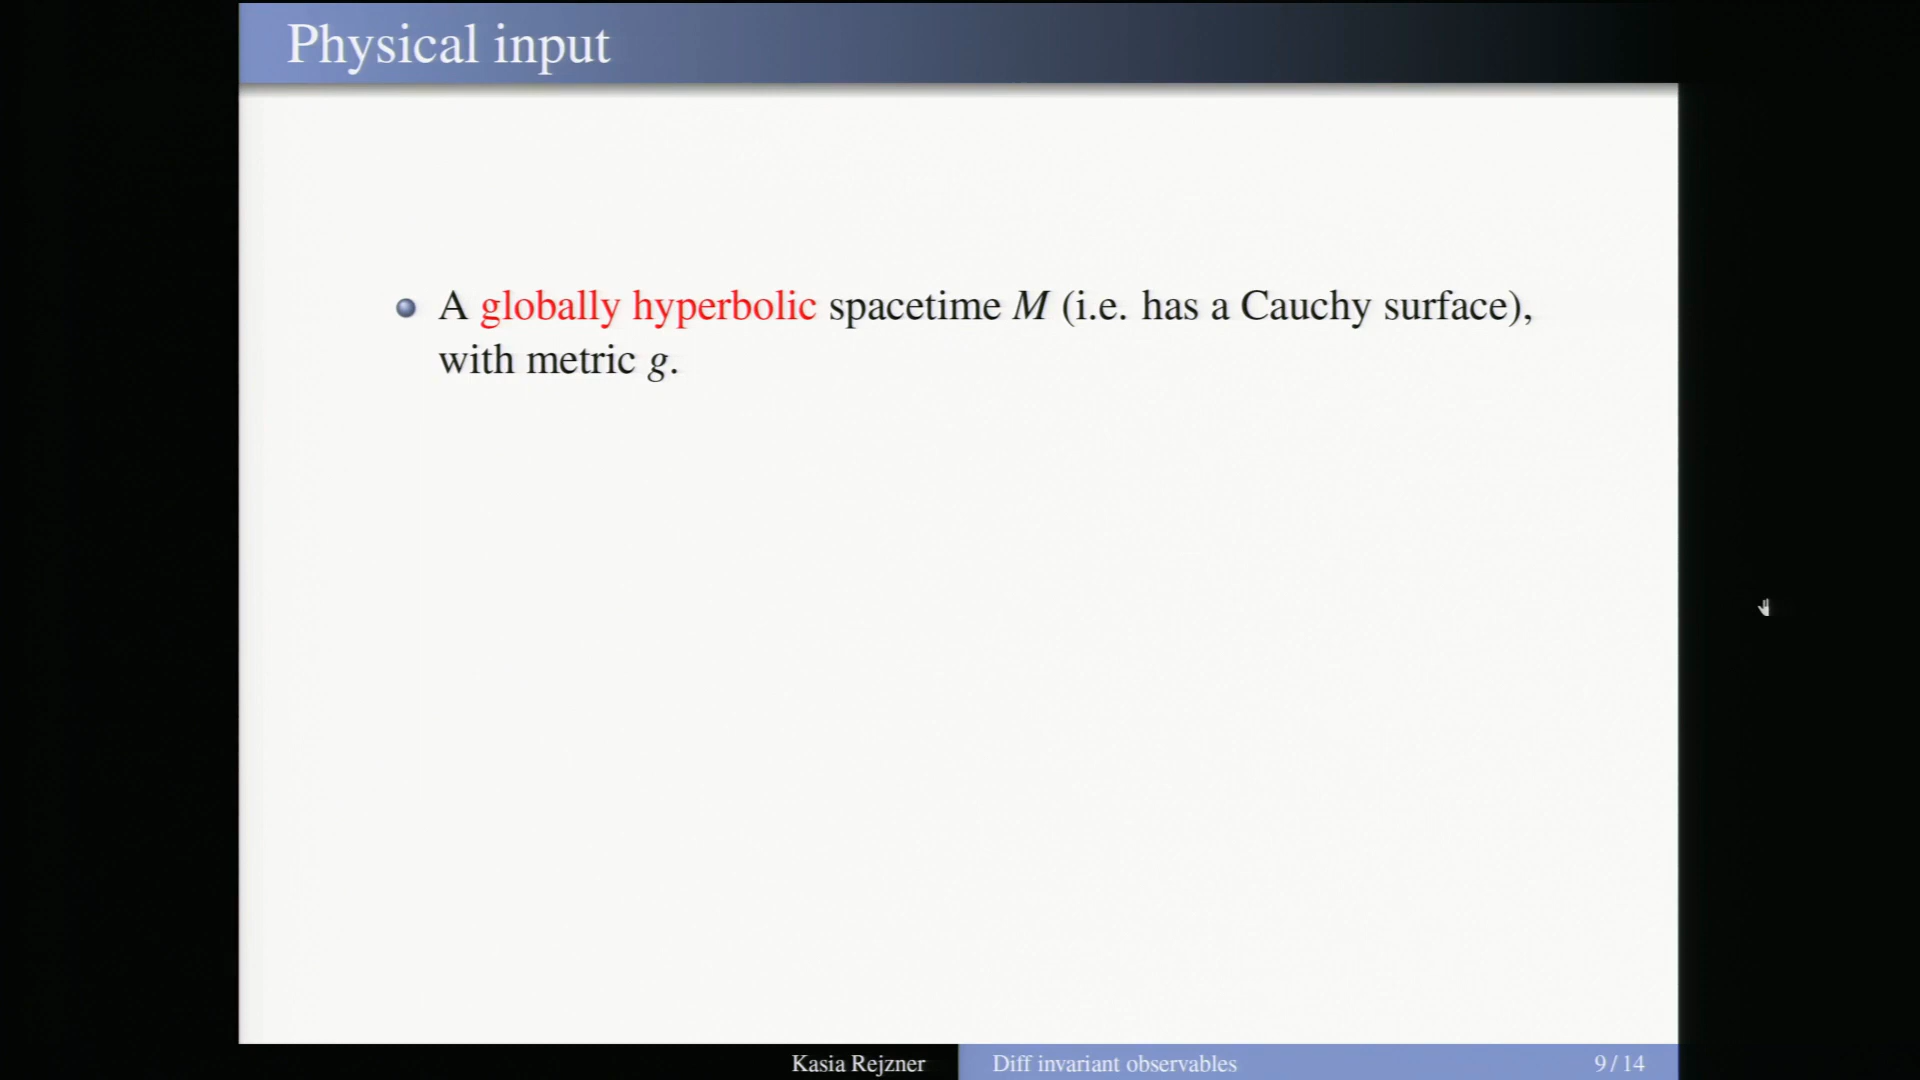 Physical input
A globally hyperbolic spacetime M (i.e. has a Cauchy surface),
with metric g.
Kasia Rejzner
Diff invariant observables
9 / 14